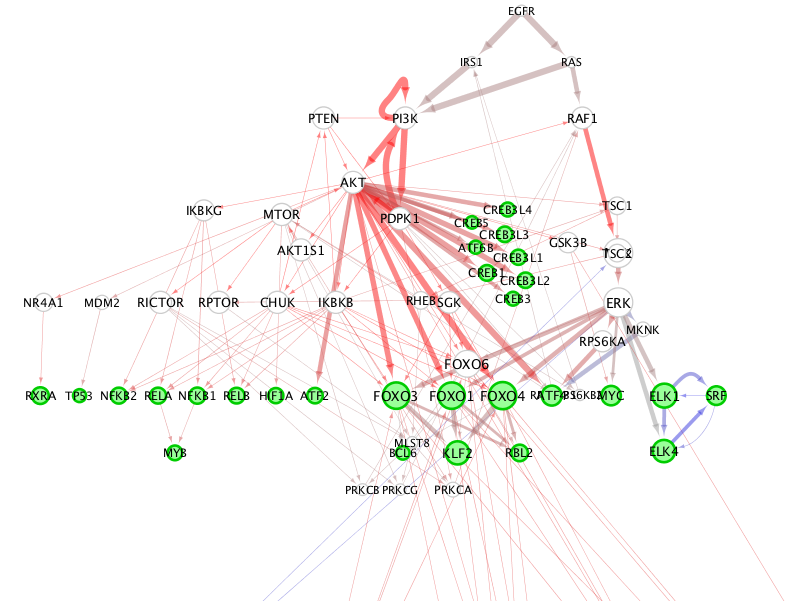 EGFR
IRS1 RAS
PTEN PI3K RAF1
AKT
IKBKG MTOR PDPK1 CREB3L4 TSC1
CREB5
CREB3L3
AKT1S1 ATF6B GSK3B
CREB3L1 TSC2
CREB1 CREB3L2
NR4A1 MDM2 RICTOR RPTOR CHUK IKBKB RHEB SGK CREB3 ERK
MKNK
RPS6KA
FOXO6
RXRA TP53 NFKB2 RELA NFKB1 RELB HIF1A ATF2 FOXO3 FOXO1 FOXO4 ATF4 MYC ELK1 SRF
MLST8
MYB BCL6 KLF2 RBL2 ELK4
PRKCB PRKCG PRKCA